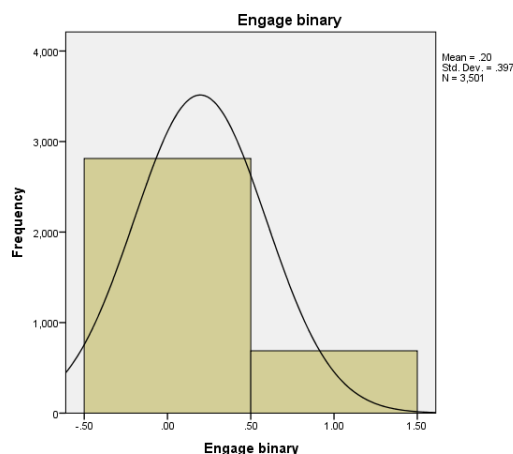 Engage binary
Mean = .20
Std. Dev. = .397
N = 3,501
4,000
3,000
2,000
1,000
0
Frequency
-.50
.00
.50
1.00
1.50
Engage binary